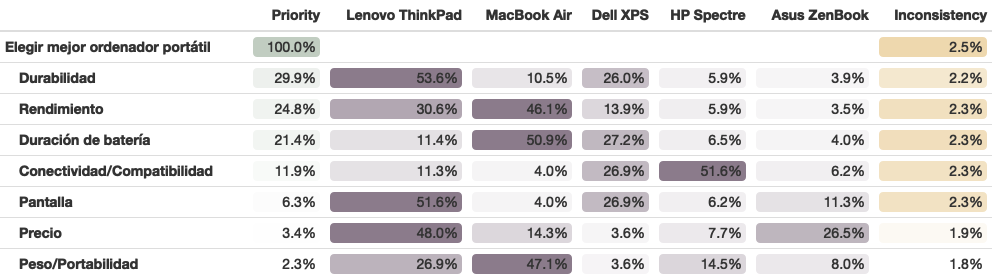 Priority Lenovo ThinkPad MacBook Air Dell XPS HP Spectre Asus ZenBook Inconsistency
Elegir mejor ordenador portátil 100.0% 2.5%
Durabilidad 29.9% 53.6% 10.5% 26.0% 5.9% 3.9% 2.2%
Rendimiento 24.8% 30.6% 46.1% 13.9% 5.9% 3.5% 2.3%
Duración de batería 21.4% 11.4% 50.9% 27.2% 6.5% 4.0% 2.3%
Conectividad/Compatibilidad 11.9% 11.3% 4.0% 26.9% 51.6% 6.2% 2.3%
Pantalla 6.3% 51.6% 4.0% 26.9% 6.2% 11.3% 2.3%
Precio 3.4% 48.0% 14.3% 3.6% 7.7% 26.5% 1.9%
Peso/Portabilidad 2.3% 26.9% 47.1% 3.6% 14.5% 8.0% 1.8%